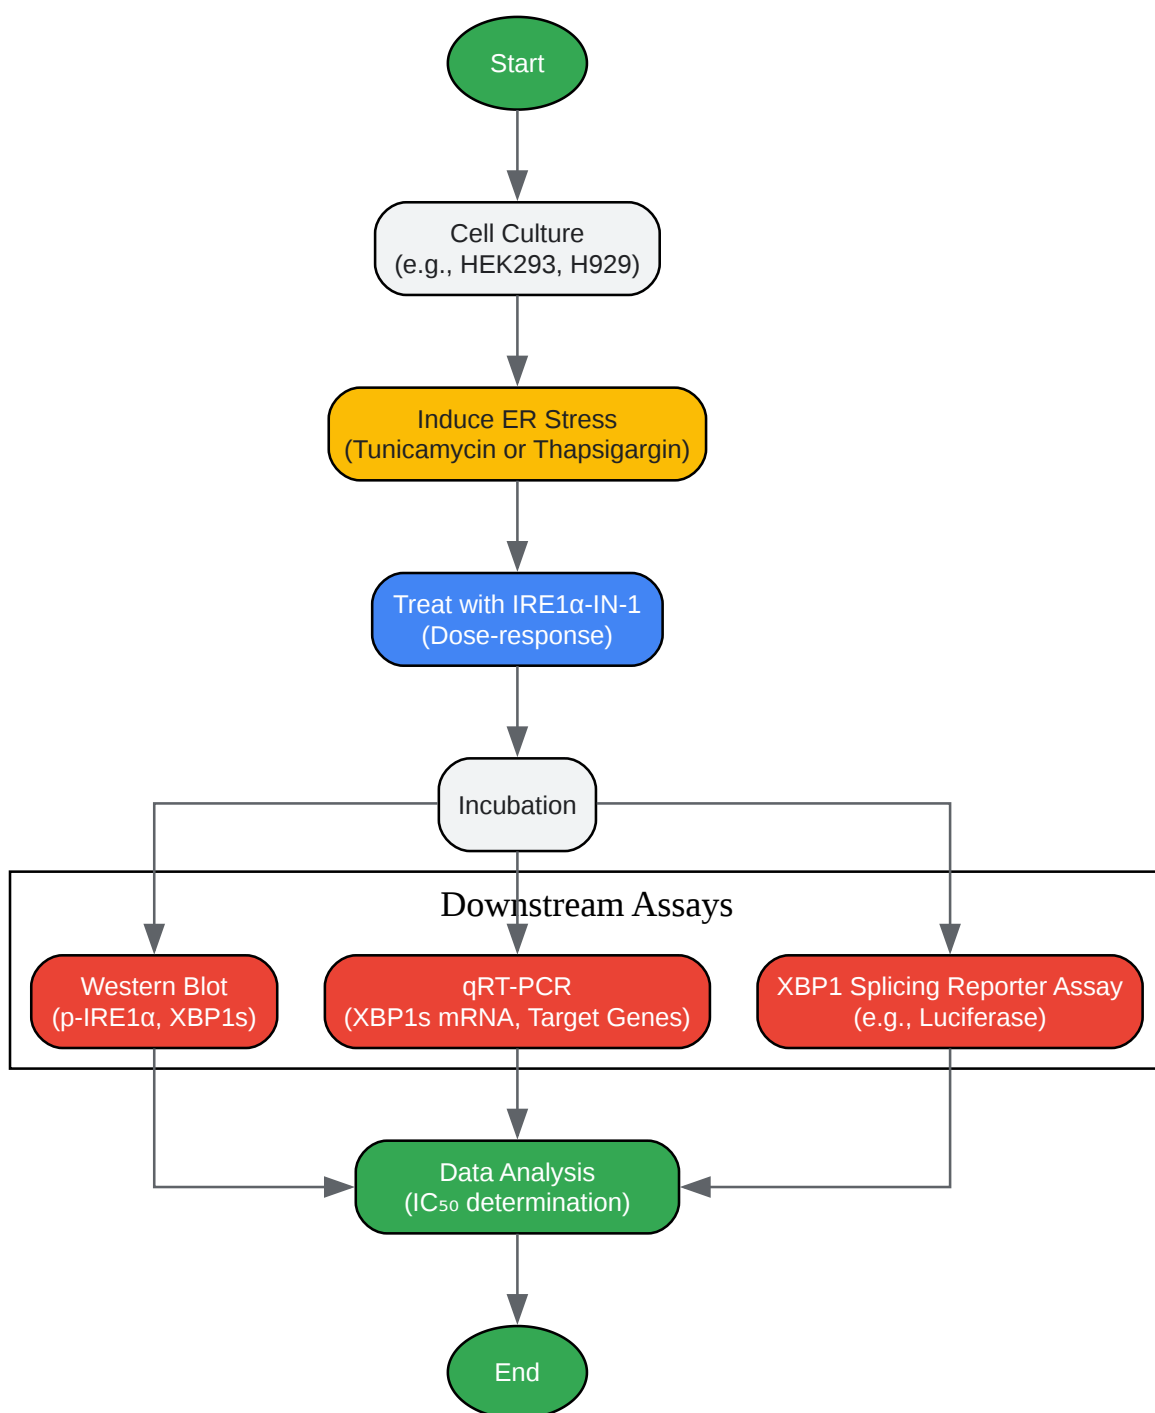 Start
Cell Culture
(e.g., HEK293, H929)
Induce ER Stress
(Tunicamycin or Thapsigargin)
Treat with IRE1α-IN-1
(Dose-response)
Incubation
Downstream Assays
Western Blot
(p-IRE1α, XBP1s)
qRT-PCR
(XBP1s mRNA, Target Genes)
XBP1 Splicing Reporter Assay
(e.g., Luciferase)
Data Analysis
(IC₅₀ determination)
End